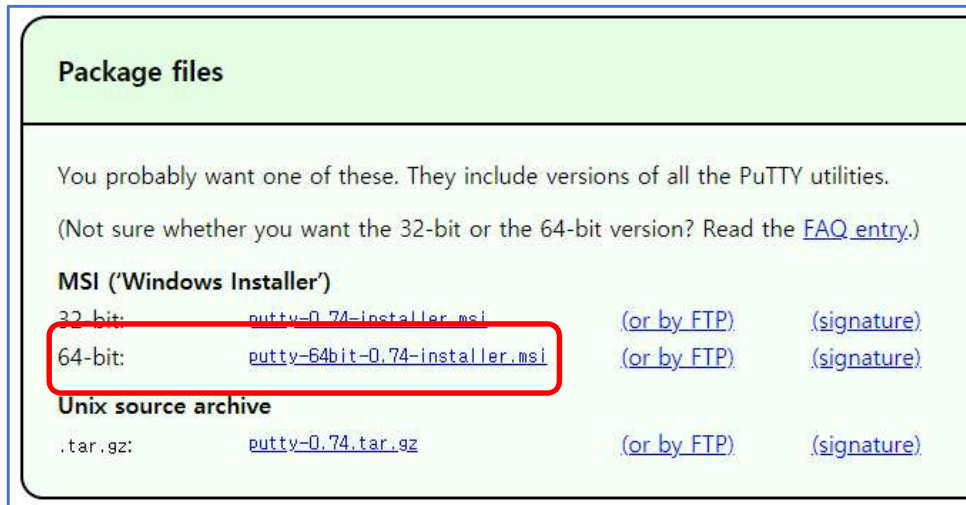 Package files
You probably want one of these. They include versions of all the PuTTY utilities.
(Not sure whether you want the 32-bit or the 64-bit version? Read the FAQ entry.)
MSI (‘Windows Installer’)
32-bit: putty-0.74-installer.msi (or by FTP) (signature)
64-bit: putty-64bit-0.74-installer.msi (or by FTP) (signature)
Unix source archive
.tar.gz: putty-0.74.tar.gz (or by FTP) (signature)